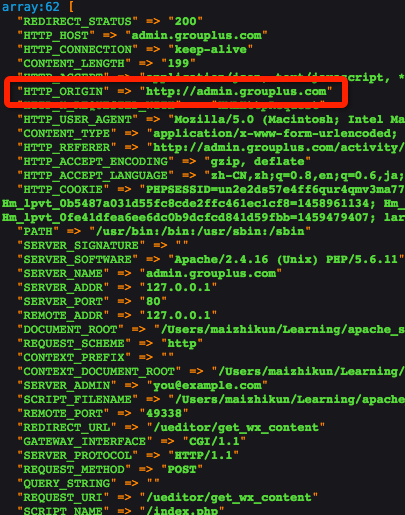 array:62 [
"REDIRECT_STATUS" => "200"
"HTTP_HOST" => "admin.grouplus.com"
"HTTP_CONNECTION" => "keep-alive"
"CONTENT_LENGTH" => "199"
"HTTP_ACCEPT" => "application/json, text/javascript, *
"HTTP_ORIGIN" => "http://admin.grouplus.com"
"HTTP_USER_AGENT" => "Mozilla/5.0 (Macintosh; Intel Ma
"CONTENT_TYPE" => "application/x-www-form-urlencoded;
"HTTP_REFERER" => "http://admin.grouplus.com/activity/
"HTTP_ACCEPT_ENCODING" => "gzip, deflate"
"HTTP_ACCEPT_LANGUAGE" => "zh-CN,zh;q=0.8,en;q=0.6,ja;
"HTTP_COOKIE" => "PHPSESSID=un2e2ds57e4ff6qur4qmv3ma77
Hm_lpvt_0b5487a031d55fc8cde2ffc461ec1cf8=1458961134; Hm_
Hm_lpvt_0fe41dfea6ee6dc0b9dcfcd841d59fbb=1459479407; lar
"PATH" => "/usr/bin:/bin:/usr/sbin:/sbin"
"SERVER_SIGNATURE" => ""
"SERVER_SOFTWARE" => "Apache/2.4.16 (Unix) PHP/5.6.11"
"SERVER_NAME" => "admin.grouplus.com"
"SERVER_ADDR" => "127.0.0.1"
"SERVER_PORT" => "80"
"REMOTE_ADDR" => "127.0.0.1"
"DOCUMENT_ROOT" => "/Users/maizhikun/Learning/apache_s
"REQUEST_SCHEME" => "http"
"CONTEXT_PREFIX" => ""
"CONTEXT_DOCUMENT_ROOT" => "/Users/maizhikun/Learning/
"SERVER_ADMIN" => "you@example.com"
"SCRIPT_FILENAME" => "/Users/maizhikun/Learning/
"REMOTE_PORT" => "49338"
"REDIRECT_URL" => "/ueditor/get_wx_content"
"GATEWAY_INTERFACE" => "CGI/1.1"
"SERVER_PROTOCOL" => "HTTP/1.1"
"REQUEST_METHOD" => "POST"
"QUERY_STRING" => ""
"REQUEST_URI" => "/ueditor/get_wx_content"
"SCRIPT_NAME" => "/index.php"